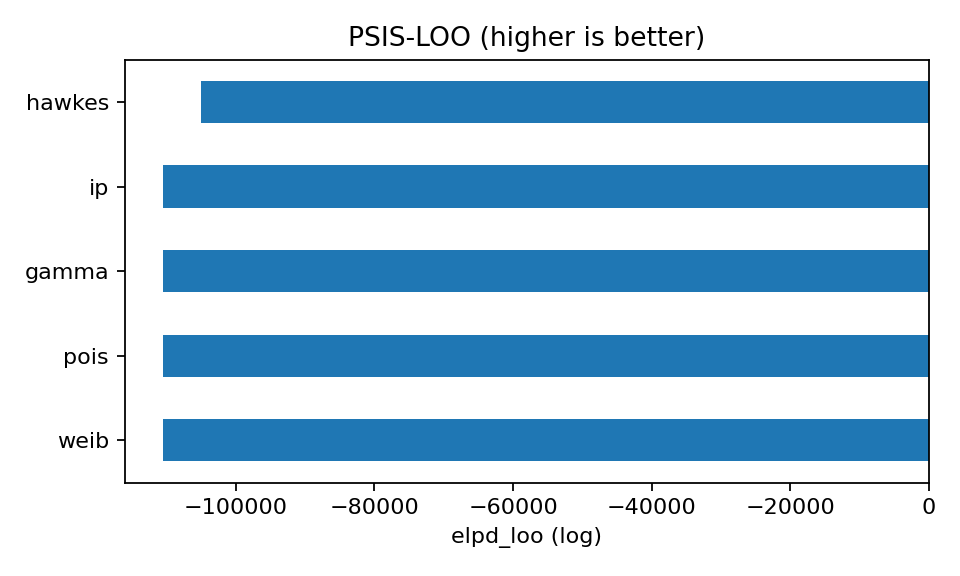 PSIS-LOO (higher is better)
hawkes
ip
gamma
pois
weib
−100000 −80000 −60000 −40000 −20000 0
elpd_loo (log)